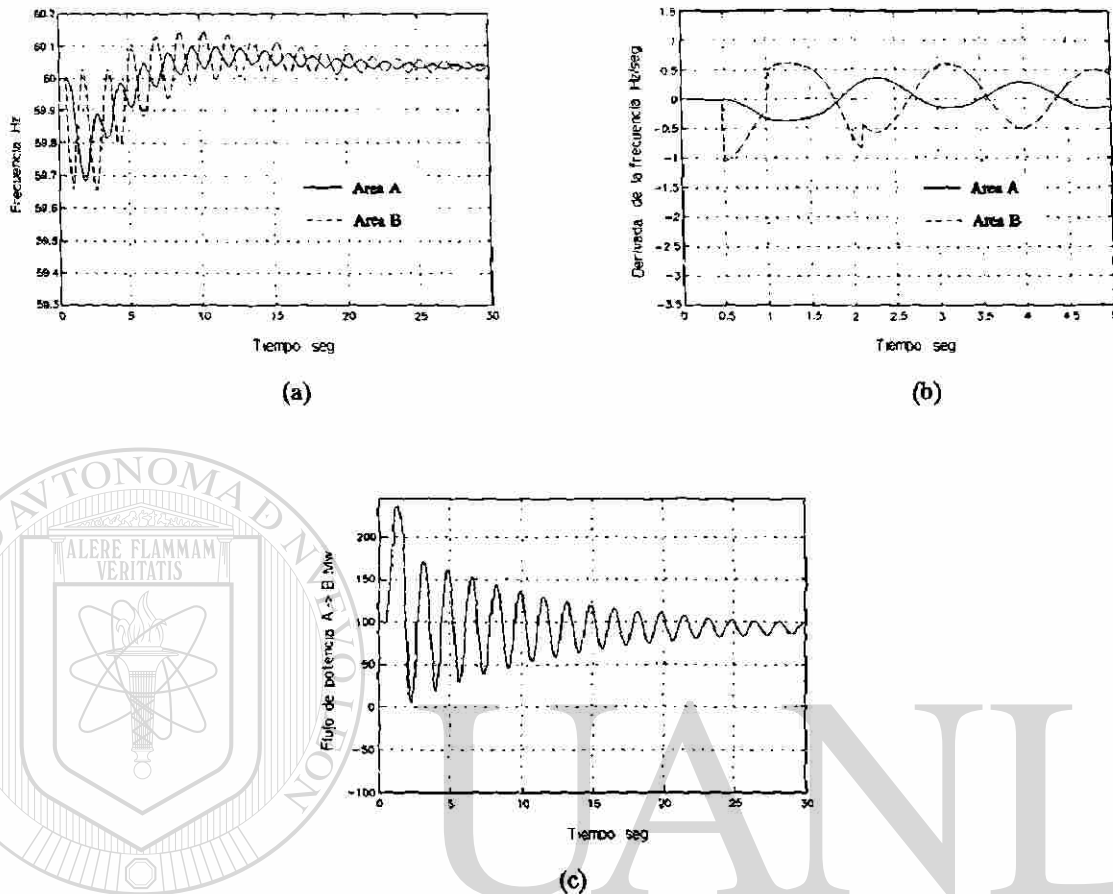 60.2
60.1
60
59.9
59.8
59.7
59.6
59.5
59.4
59.3
0 5 10 15 20 25 30
Frecuencia Hz
Area A
Area B
Tiempo seg
(a)
1.5
1
0.5
0
-0.5
-1
-1.5
-2
-2.5
-3
-3.5
0 0.5 1 1.5 2 2.5 3 3.5 4 4.5 5
Derivada de la frecuencia Hz/seg
Area A
Area B
Tiempo seg
(b)
200
150
100
50
0
-50
-100
0 5 10 15 20 25 30
Flujo de potencia A -> B Mw
Tiempo seg
(c)
ALERE FLAMMAM
VERITATIS
UANL